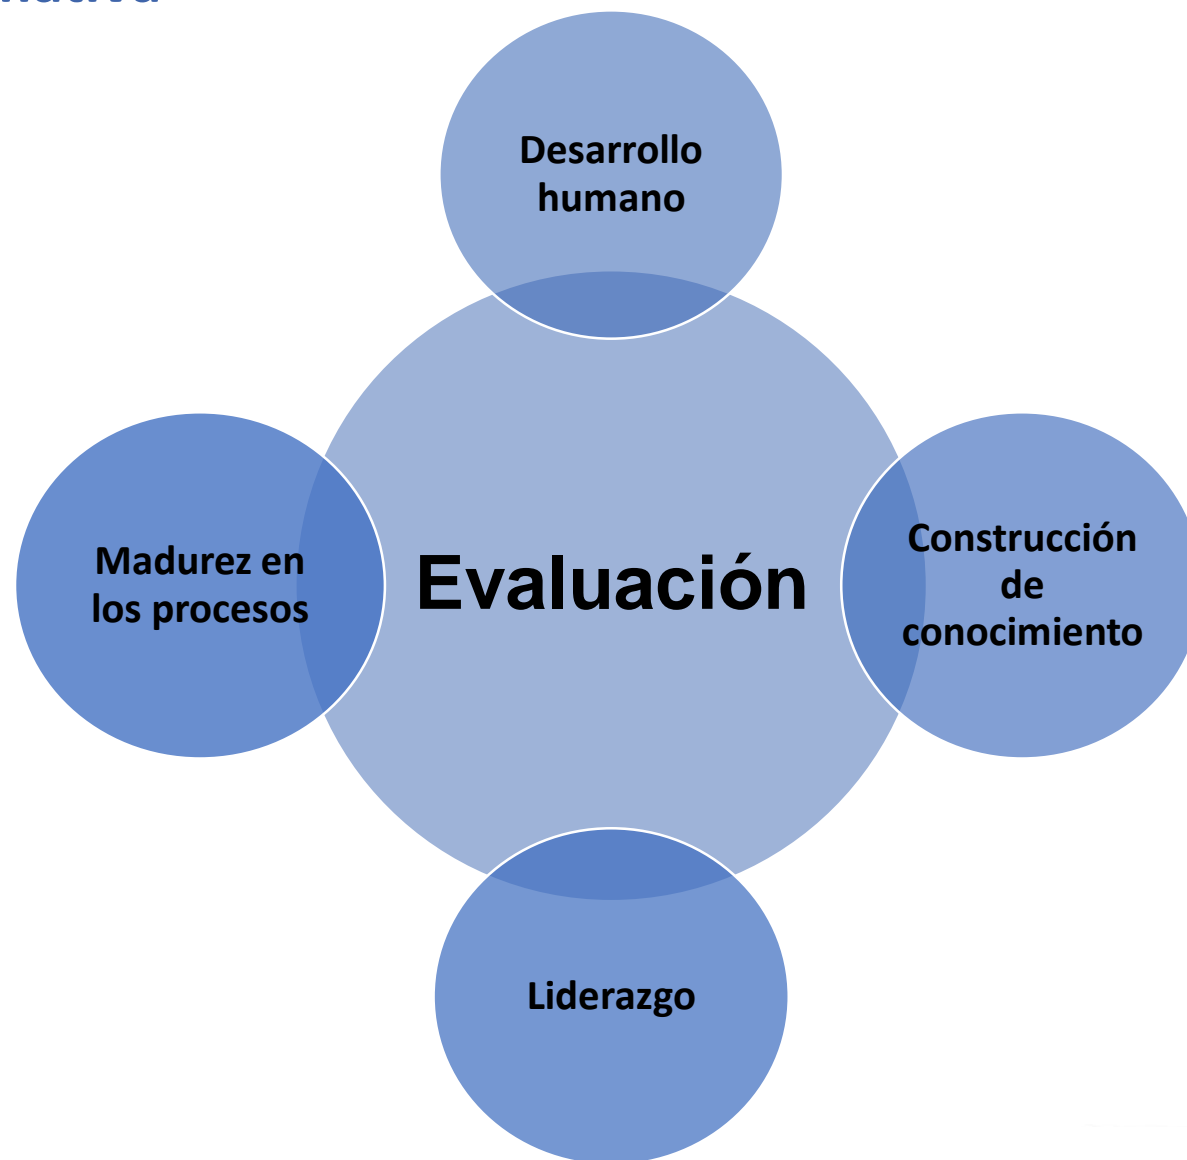 Desarrollo
humano
Madurez en
los procesos
Evaluación
Construcción
de
conocimiento
Liderazgo